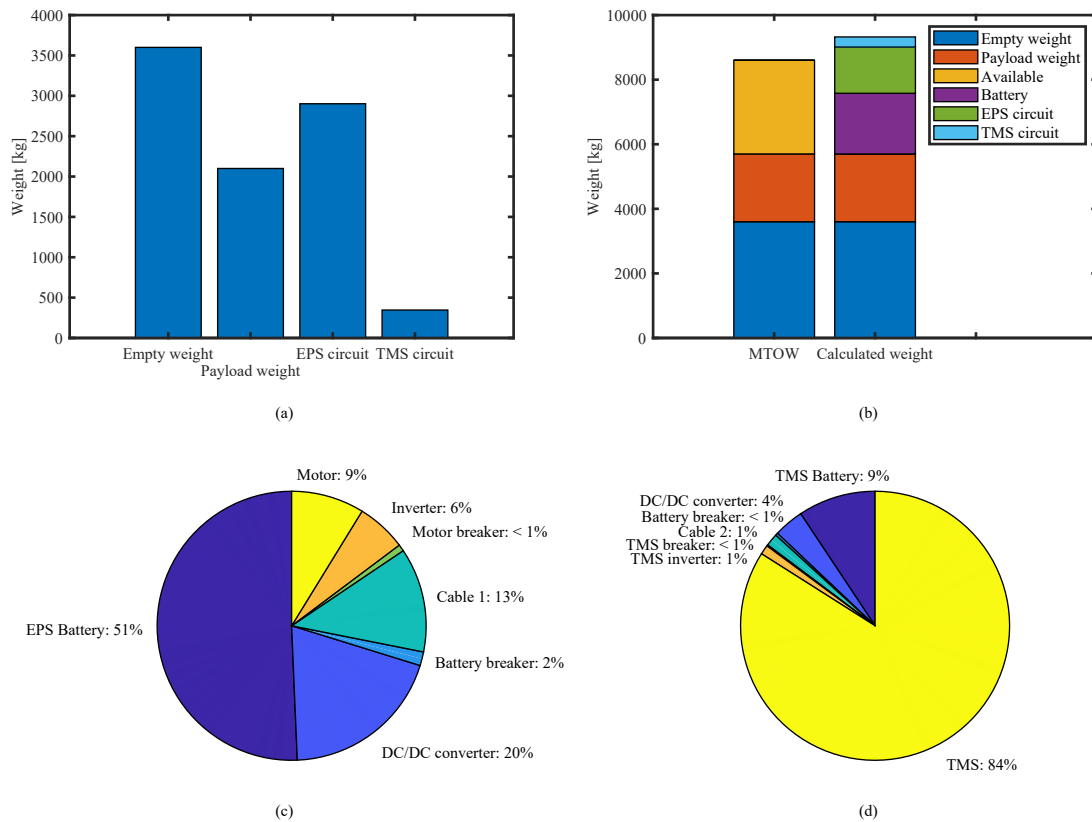 4000
3500
3000
2500
2000
1500
1000
500
0
Weight [kg]
Empty weight
Payload weight
EPS circuit
TMS circuit
(a)
10000
8000
6000
4000
2000
0
Weight [kg]
MTOW
Calculated weight
Empty weight
Payload weight
Available
Battery
EPS circuit
TMS circuit
(b)
Motor: 9%
Inverter: 6%
Motor breaker: < 1%
Cable 1: 13%
Battery breaker: 2%
DC/DC converter: 20%
EPS Battery: 51%
(c)
TMS Battery: 9%
DC/DC converter: 4%
Battery breaker: < 1%
Cable 2: 1%
TMS breaker: < 1%
TMS inverter: 1%
TMS: 84%
(d)